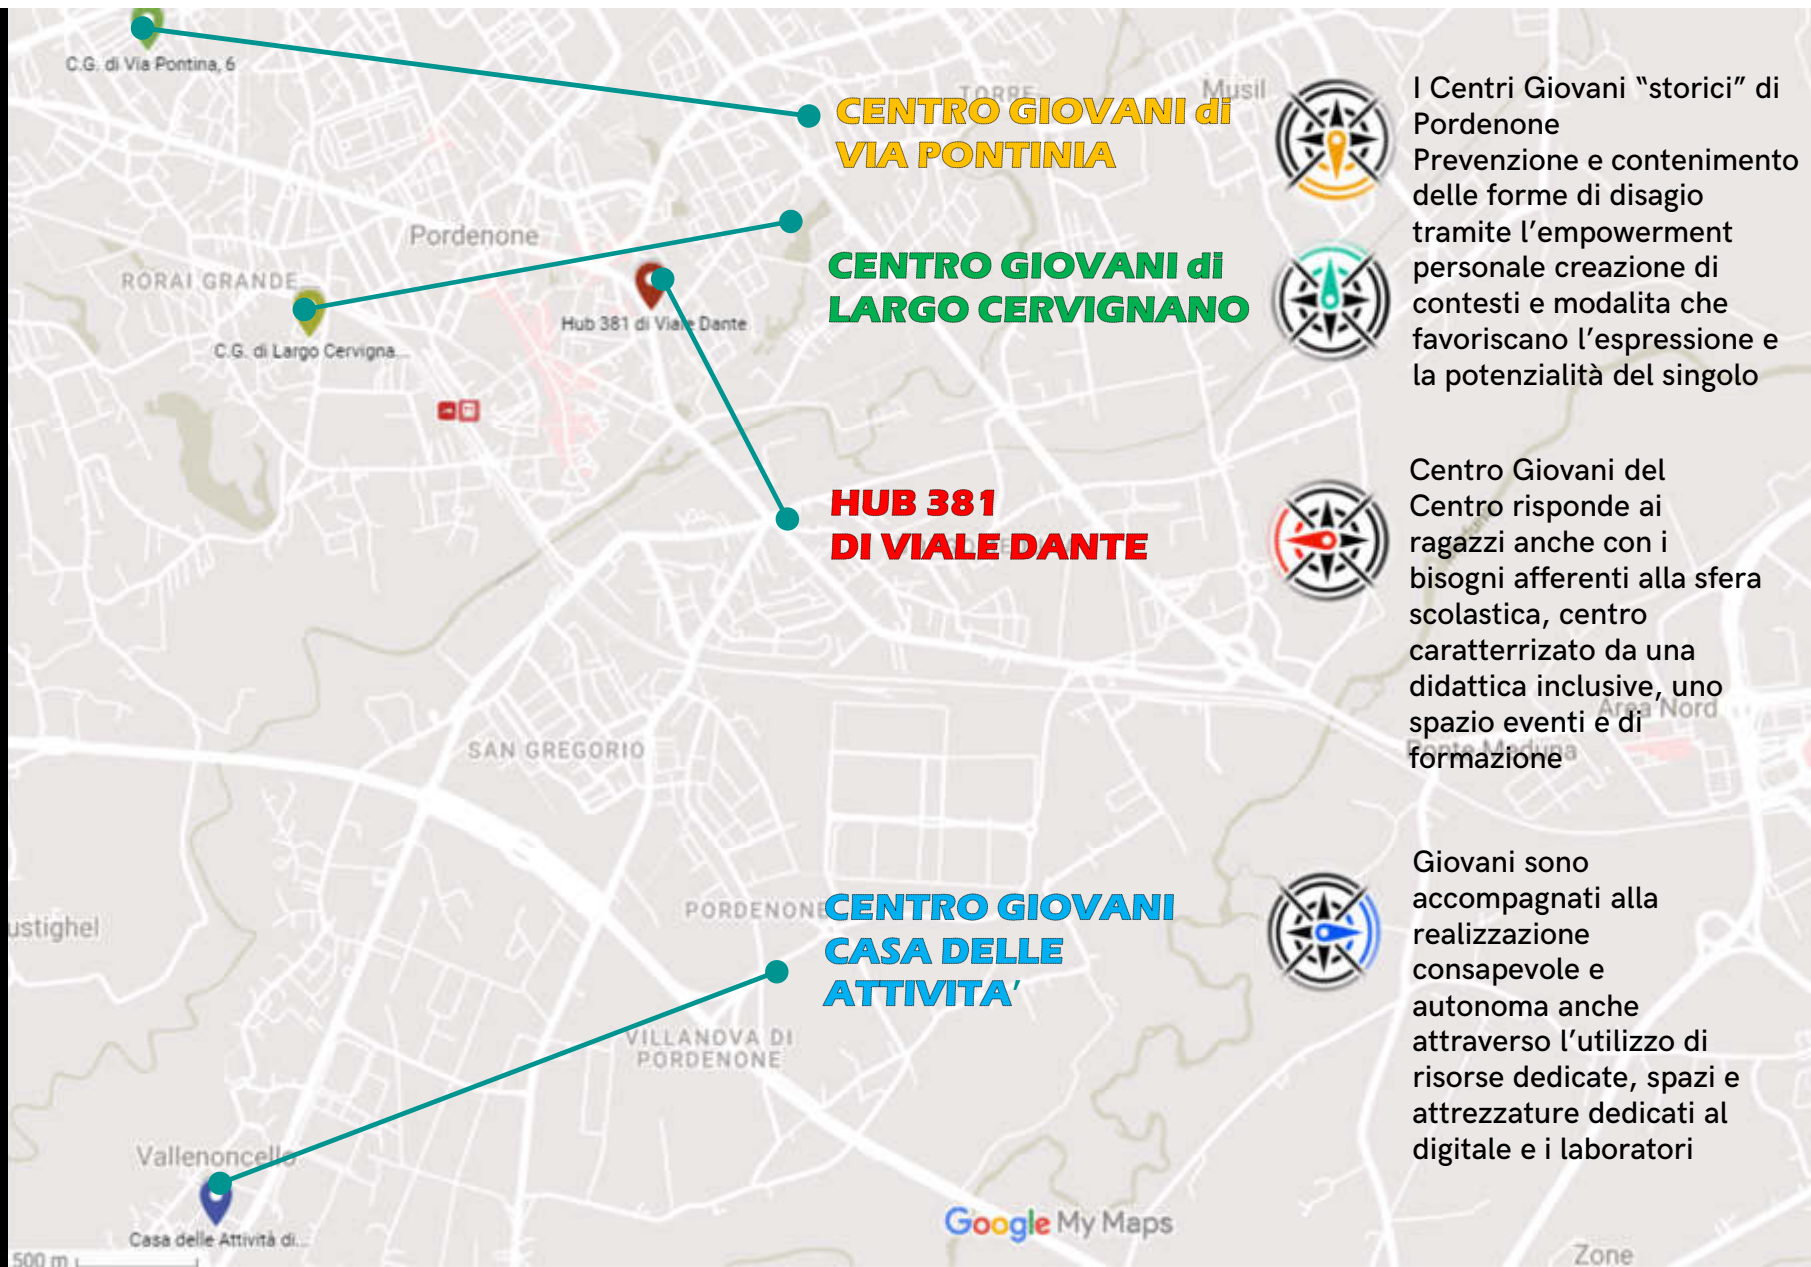 C.G. di Via Pontina, 6
TORRE
Musil
CENTRO GIOVANI di
VIA PONTINIA
I Centri Giovani “storici” di
Pordenone
Prevenzione e contenimento
delle forme di disagio
tramite l’empowerment
personale creazione di
contesti e modalita che
favoriscano l’espressione e
la potenzialità del singolo
Pordenone
RORAI GRANDE
CENTRO GIOVANI di
LARGO CERVIGNANO
Hub 381 di Viale Dante
C.G. di Largo Cervigna...
HUB 381
DI VIALE DANTE
Centro Giovani del
Centro risponde ai
ragazzi anche con i
bisogni afferenti alla sfera
scolastica, centro
caratterrizato da una
didattica inclusive, uno
spazio eventi e di
formazione
Area Nord
Ponte Meduna
SAN GREGORIO
PORDENONE
CENTRO GIOVANI
CASA DELLE
ATTIVITA’
Giovani sono
accompagnati alla
realizzazione
consapevole e
autonoma anche
attraverso l’utilizzo di
risorse dedicate, spazi e
attrezzature dedicati al
digitale e i laboratori
ustighel
VILLANOVA DI
PORDENONE
Vallenoncello
Casa delle Attività di...
Google My Maps
Zone
500 m